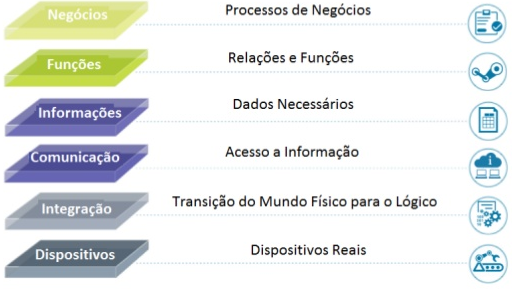 Negócios
Processos de Negócios
Funções
Relações e Funções
Informações
Dados Necessários
Comunicação
Acesso a Informação
Integração
Transição do Mundo Físico para o Lógico
Dispositivos
Dispositivos Reais